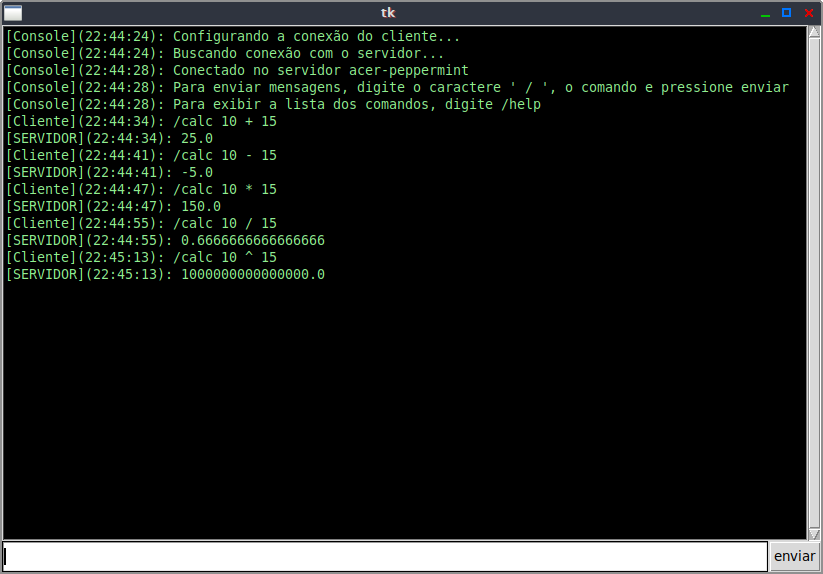 tk
[Console](22:44:24): Configurando a conexão do cliente...
[Console](22:44:24): Buscando conexão com o servidor...
[Console](22:44:28): Conectado no servidor acer-peppermint
[Console](22:44:28): Para enviar mensagens, digite o caractere ' / ', o comando e pressione enviar
[Console](22:44:28): Para exibir a lista dos comandos, digite /help
[Cliente](22:44:34): /calc 10 + 15
[SERVIDOR](22:44:34): 25.0
[Cliente](22:44:41): /calc 10 - 15
[SERVIDOR](22:44:41): -5.0
[Cliente](22:44:47): /calc 10 * 15
[SERVIDOR](22:44:47): 150.0
[Cliente](22:44:55): /calc 10 / 15
[SERVIDOR](22:44:55): 0.6666666666666666
[Cliente](22:45:13): /calc 10 ^ 15
[SERVIDOR](22:45:13): 1000000000000000.0
enviar